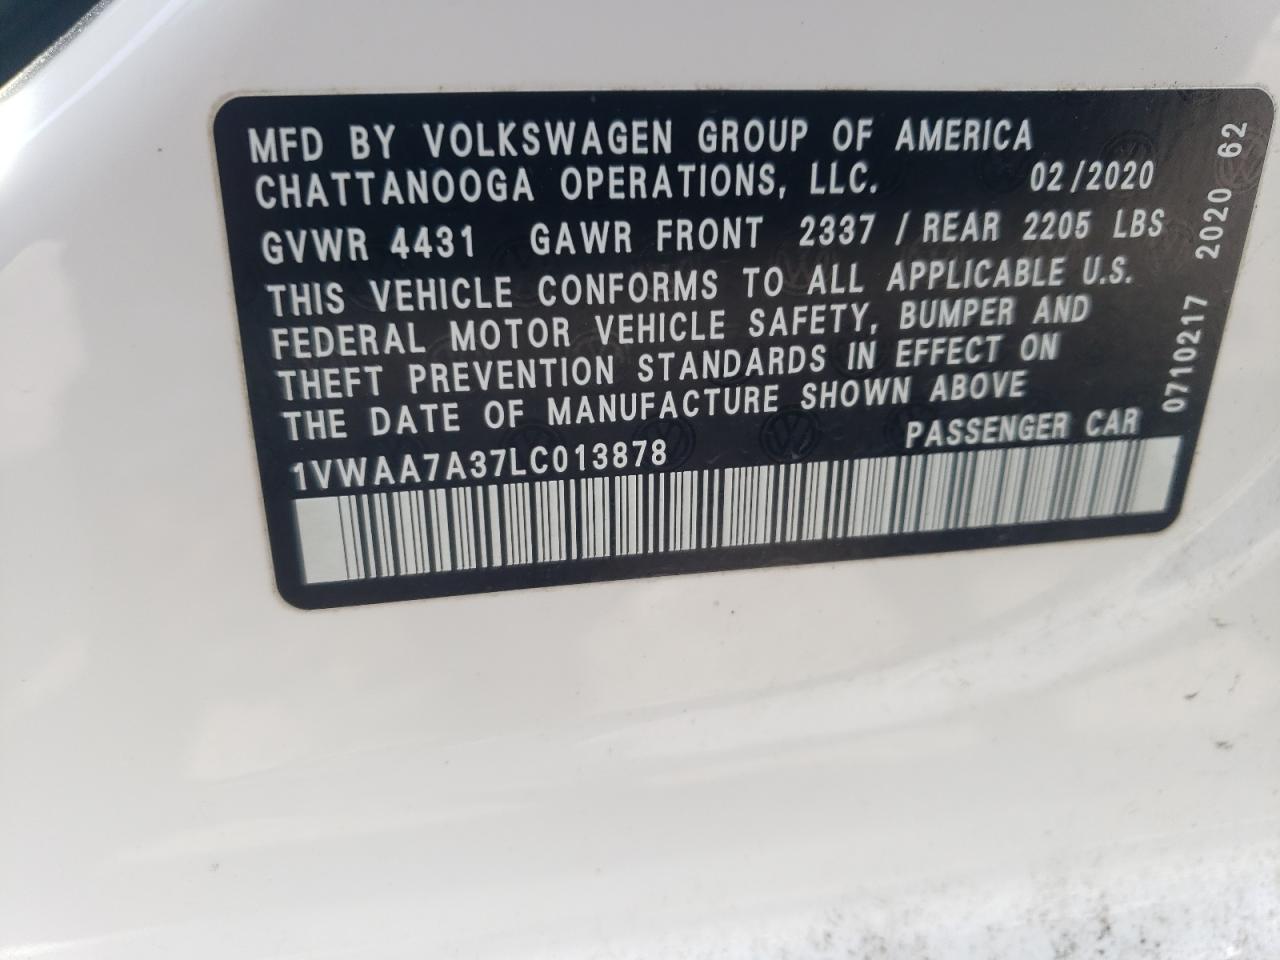 MFD BY VOLKSWAGEN GROUP OF AMERICA
CHATTANOOGA OPERATIONS, LLC. 02/2020
GVWR 4431 GAWR FRONT 2337 / REAR 2205 LBS
THIS VEHICLE CONFORMS TO ALL APPLICABLE U.S.
FEDERAL MOTOR VEHICLE SAFETY, BUMPER AND
THEFT PREVENTION STANDARDS IN EFFECT ON
THE DATE OF MANUFACTURE SHOWN ABOVE
1VWAA7A37LC013878 PASSENGER CAR
0710217 2020 62